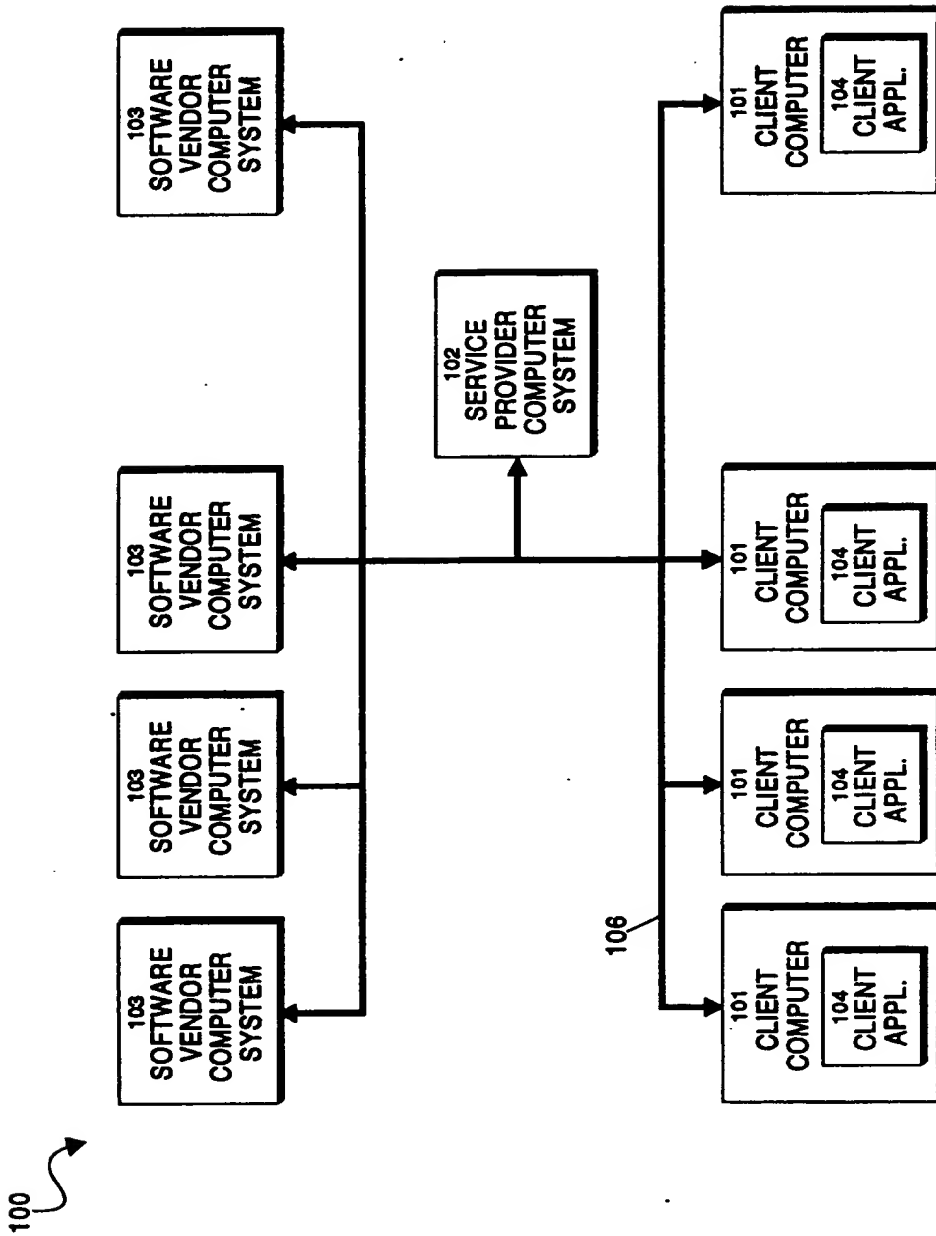 100
103
SOFTWARE
VENDOR
COMPUTER
SYSTEM
103
SOFTWARE
VENDOR
COMPUTER
SYSTEM
103
SOFTWARE
VENDOR
COMPUTER
SYSTEM
103
SOFTWARE
VENDOR
COMPUTER
SYSTEM
102
SERVICE
PROVIDER
COMPUTER
SYSTEM
106
101
CLIENT
COMPUTER
104
CLIENT
APPL.
101
CLIENT
COMPUTER
104
CLIENT
APPL.
101
CLIENT
COMPUTER
104
CLIENT
APPL.
101
CLIENT
COMPUTER
104
CLIENT
APPL.